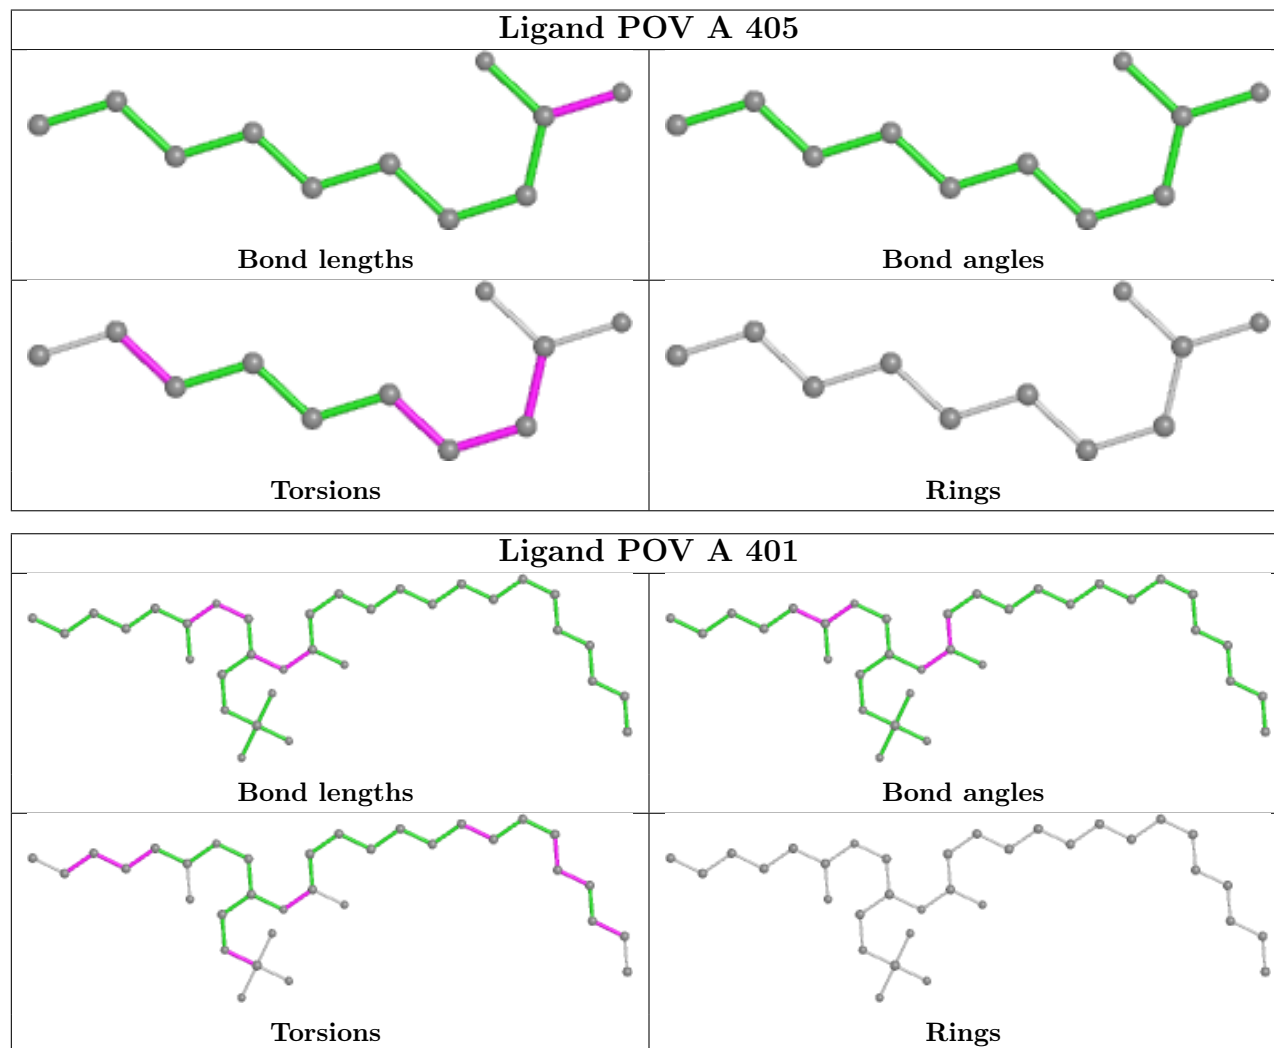 Ligand POV A 405
Bond lengths
Bond angles
Torsions
Rings
Ligand POV A 401
Bond lengths
Bond angles
Torsions
Rings